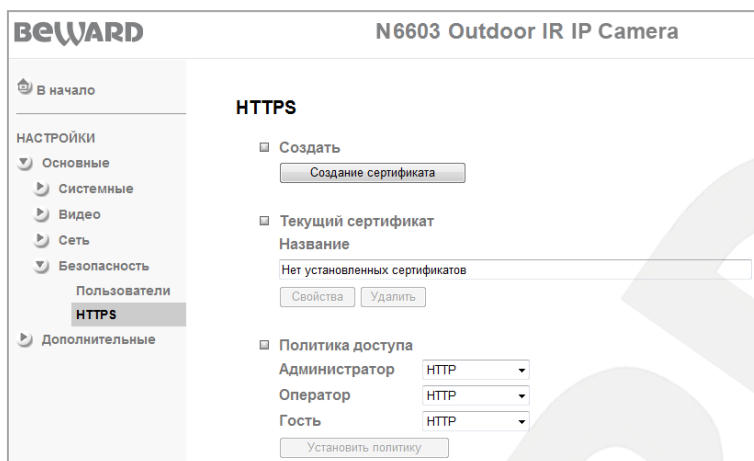 BEWARD
N6603 Outdoor IR IP Camera
В начало
НАСТРОЙКИ
Основные
Системные
Видео
Сеть
Безопасность
Пользователи
HTTPS
Дополнительные
HTTPS
Создать
Создание сертификата
Текущий сертификат
Название
Нет установленных сертификатов
Свойства Удалить
Политика доступа
Администратор HTTP
Оператор HTTP
Гость HTTP
Установить политику